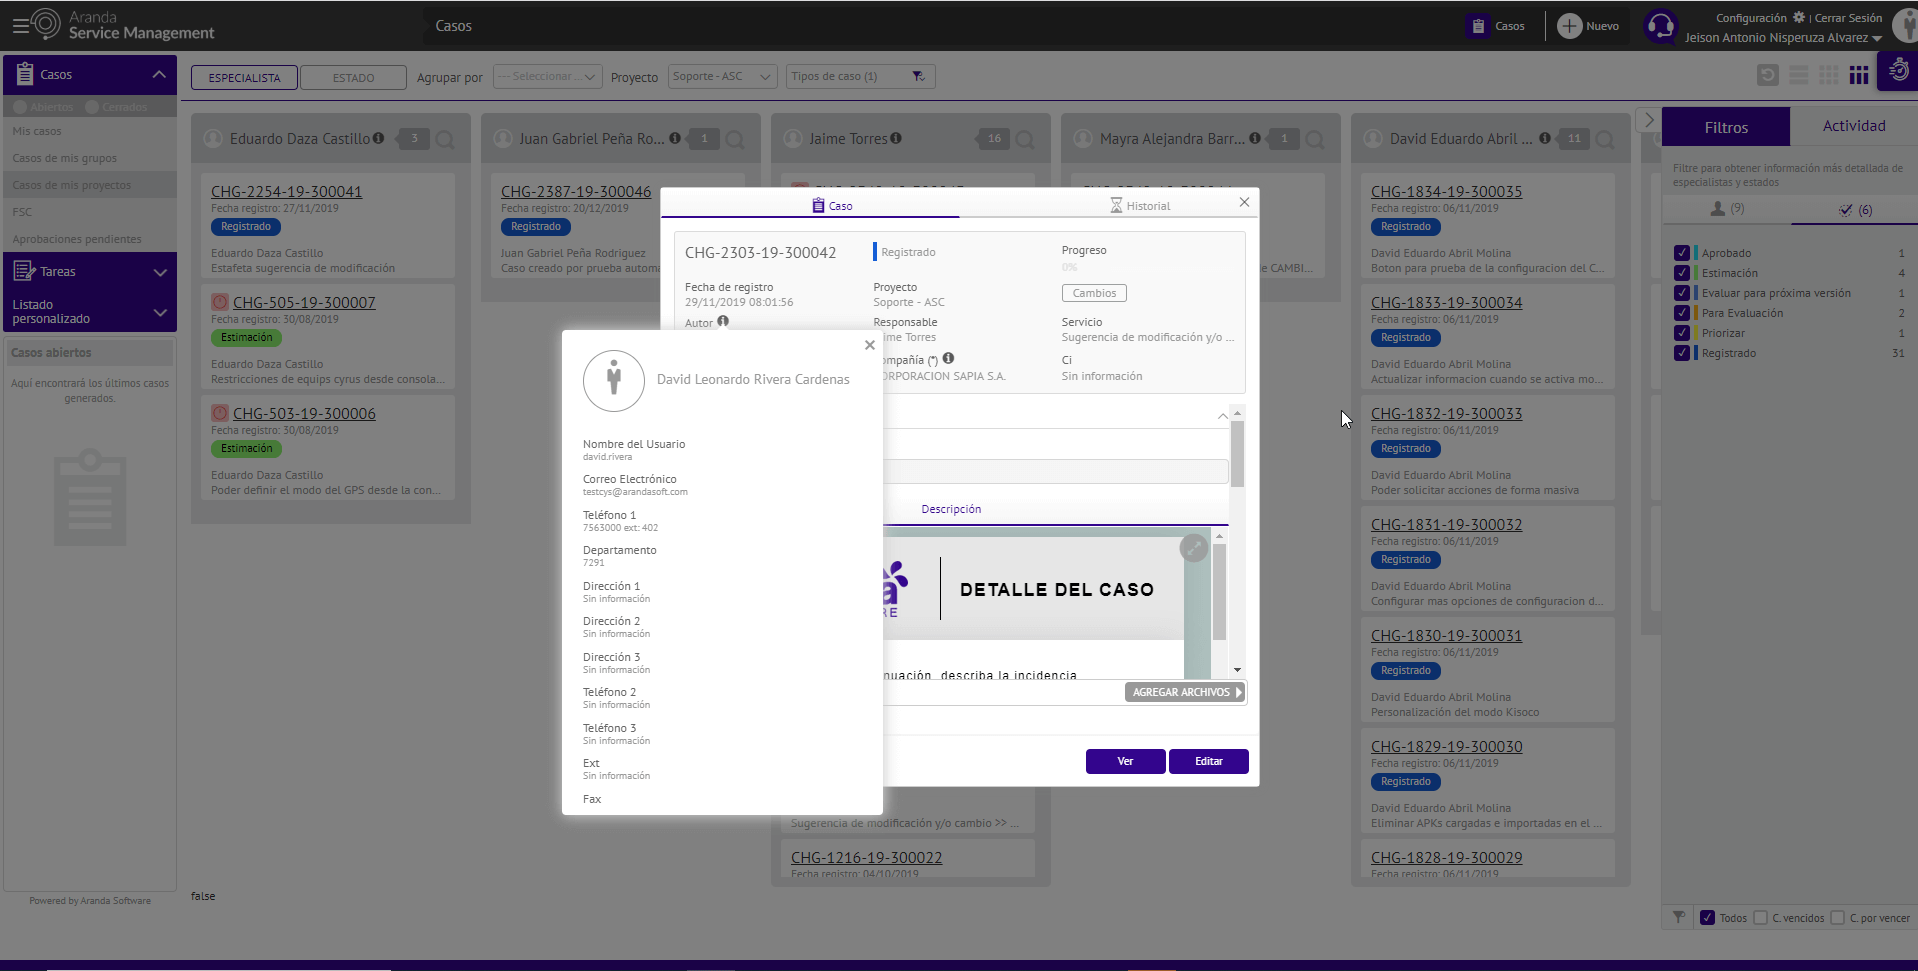 Aranda
Service Management
Casos
Casos
Nuevo
Configuración | Cerrar Sesión
Jeison Antonio Nisperuza Alvarez
Casos
Abiertos Cerrados
Mis casos
Casos de mis grupos
Casos de mis proyectos
FSC
Aprobaciones pendientes
Tareas
Listado
personalizado
Casos abiertos
Aquí encontrará los últimos casos
generados.
Powered by Aranda Software
ESPECIALISTA ESTADO Agrupar por --- Seleccionar ... Proyecto Soporte - ASC Tipos de caso (1)
Eduardo Daza Castillo 3
CHG-2254-19-300041
Fecha registro: 27/11/2019
Registrado
Eduardo Daza Castillo
Estafeta sugerencia de modificación
CHG-505-19-300007
Fecha registro: 30/08/2019
Estimación
Eduardo Daza Castillo
Restricciones de equips cyrus desde consola...
CHG-503-19-300006
Fecha registro: 30/08/2019
Estimación
Eduardo Daza Castillo
Poder definir el modo del GPS desde la con...
false
Juan Gabriel Peña Ro... 1
CHG-2387-19-300046
Fecha registro: 20/12/2019
Registrado
Juan Gabriel Peña Rodriguez
Caso creado por prueba automa
Jaime Torres 16
Sugerencia de modificación y/o cambio >> ...
CHG-1216-19-300022
Fecha registro: 04/10/2019
Mayra Alejandra Barr... 1
e CAMBI...
David Eduardo Abril ... 11
CHG-1834-19-300035
Fecha registro: 06/11/2019
Registrado
David Eduardo Abril Molina
Boton para prueba de la configuracion del C...
CHG-1833-19-300034
Fecha registro: 06/11/2019
Registrado
David Eduardo Abril Molina
Actualizar informacion cuando se activa mo...
CHG-1832-19-300033
Fecha registro: 06/11/2019
Registrado
David Eduardo Abril Molina
Poder solicitar acciones de forma masiva
CHG-1831-19-300032
Fecha registro: 06/11/2019
Registrado
David Eduardo Abril Molina
Configurar mas opciones de configuracion d...
CHG-1830-19-300031
Fecha registro: 06/11/2019
Registrado
David Eduardo Abril Molina
Personalización del modo Kisoco
CHG-1829-19-300030
Fecha registro: 06/11/2019
Registrado
David Eduardo Abril Molina
Eliminar APKs cargadas e importadas en el ...
CHG-1828-19-300029
Fecha registro: 06/11/2019
Caso Historial
CHG-2303-19-300042
Registrado
Progreso
0%
Fecha de registro
29/11/2019 08:01:56
Proyecto
Soporte - ASC
Cambios
Autor
Responsable
ime Torres
Servicio
Sugerencia de modificación y/o ...
ompañía (*)
ORPORACION SAPIA S.A.
Ci
Sin información
Descripción
a
RE
DETALLE DEL CASO
nuación, describa la incidencia
AGREGAR ARCHIVOS
Ver Editar
David Leonardo Rivera Cardenas
Nombre del Usuario
david.rivera
Correo Electrónico
testcys@arandasoft.com
Teléfono 1
7563000 ext: 402
Departamento
7291
Dirección 1
Sin información
Dirección 2
Sin información
Dirección 3
Sin información
Teléfono 2
Sin información
Teléfono 3
Sin información
Ext
Sin información
Fax
Filtros Actividad
Filtre para obtener información más detallada de
especialistas y estados
(9) (6)
Aprobado 1
Estimación 4
Evaluar para próxima versión 1
Para Evaluación 2
Priorizar 1
Registrado 31
Todos C. vencidos C. por vencer